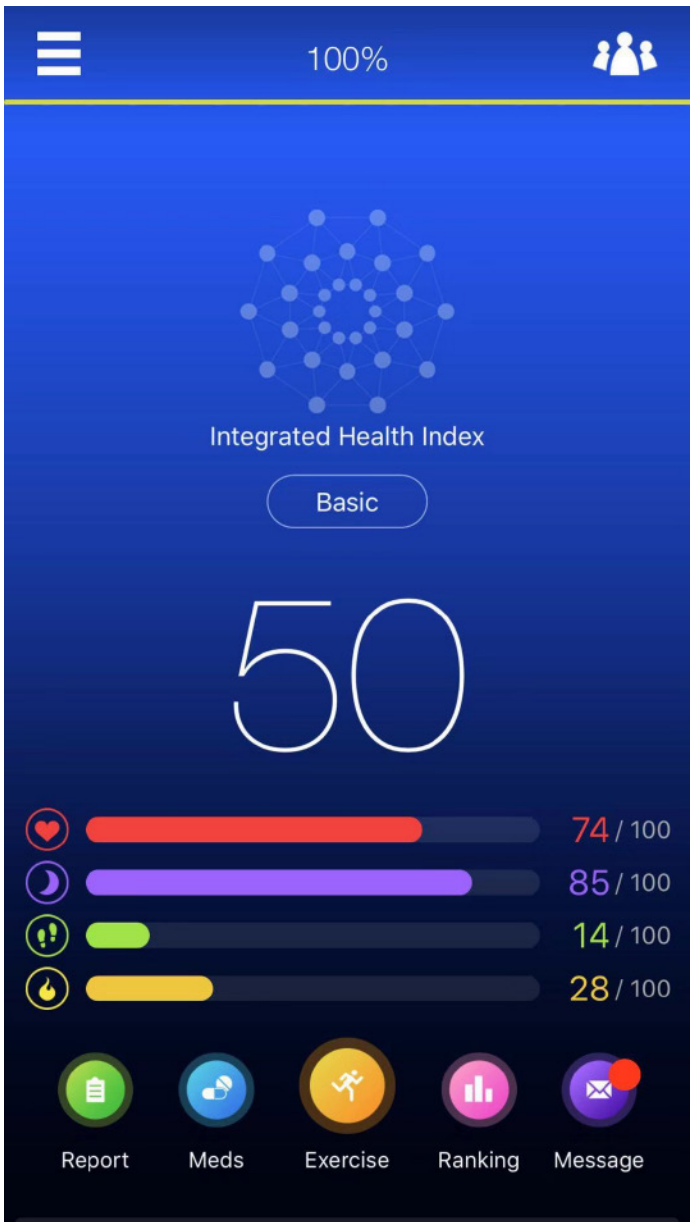 100%
Integrated Health Index
Basic
50
74 / 100
85 / 100
14 / 100
28 / 100
Report Meds Exercise Ranking Message